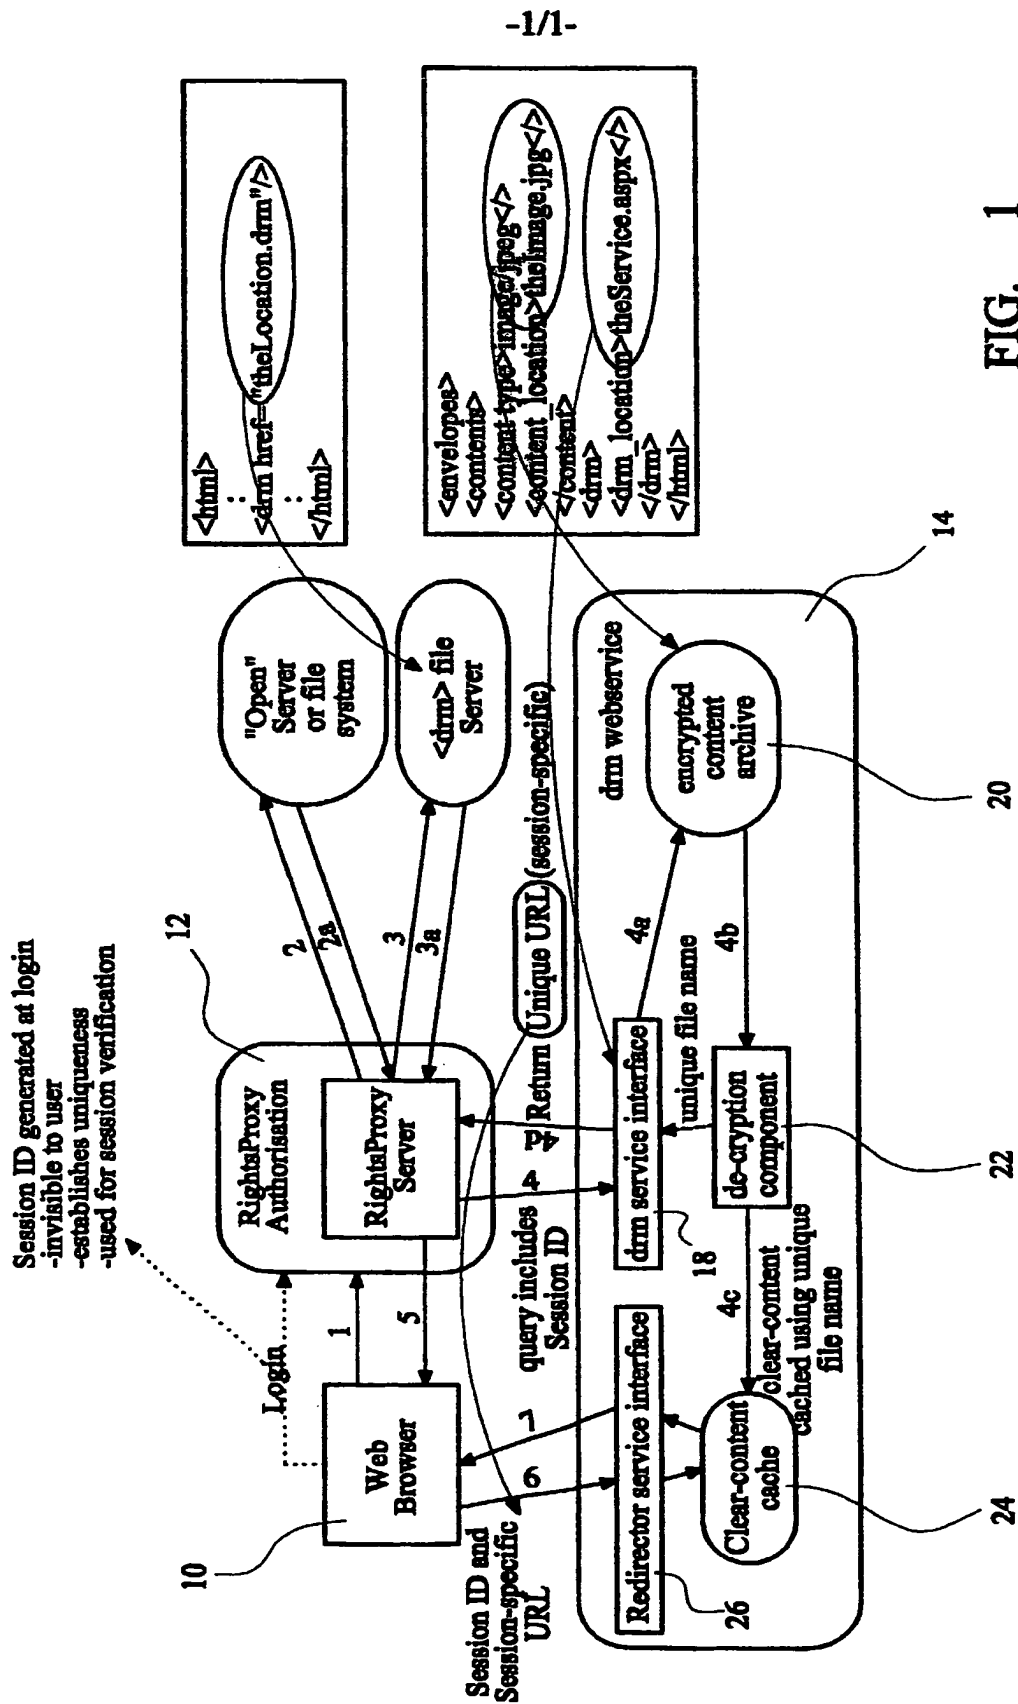 -1/1-
Session ID generated at login
-invisible to user
-establishes uniqueness
-used for session verification
12
Login
RightsProxy
Authorisation
RightsProxy
Server
Web
Browser
10
1
5
2
2a
3
3a
"Open"
Server
or file
system
<drm> file
Server
<html>
:
<drm href="theLocation.drm"/>
:
</html>
<envelopes>
<contents>
<content-type>image/jpeg</>
<content_location>theImage.jpg</>
</content>
<drm>
<drm_location>theService.aspx</>
</drm>
</html>
Session ID and
Session-specific
URL
6
7
query includes
Session ID
4
Return Unique URL (session-specific)
drm webservice
14
Redirector service interface
26
drm service interface
18
4a
encrypted
content
archive
20
unique file name
4b
de-cryption
component
22
4c
clear-content
cached using unique
file name
Clear-content
cache
24
FIG. 1